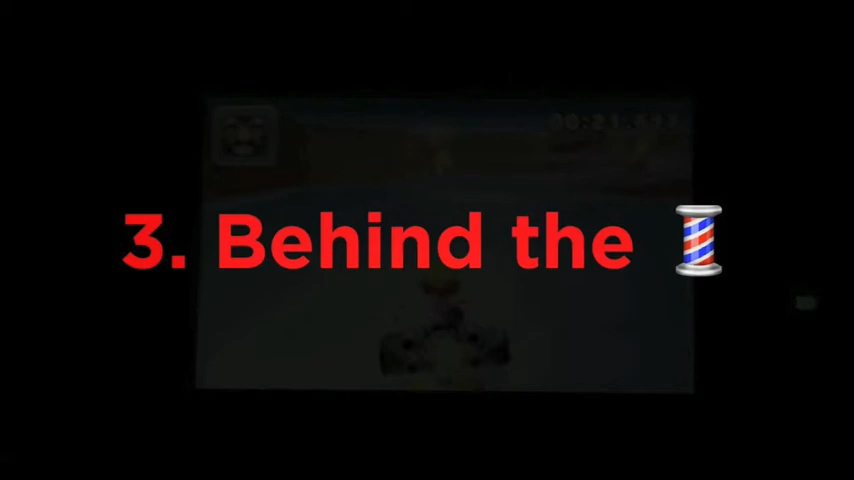 3. Behind the 💈